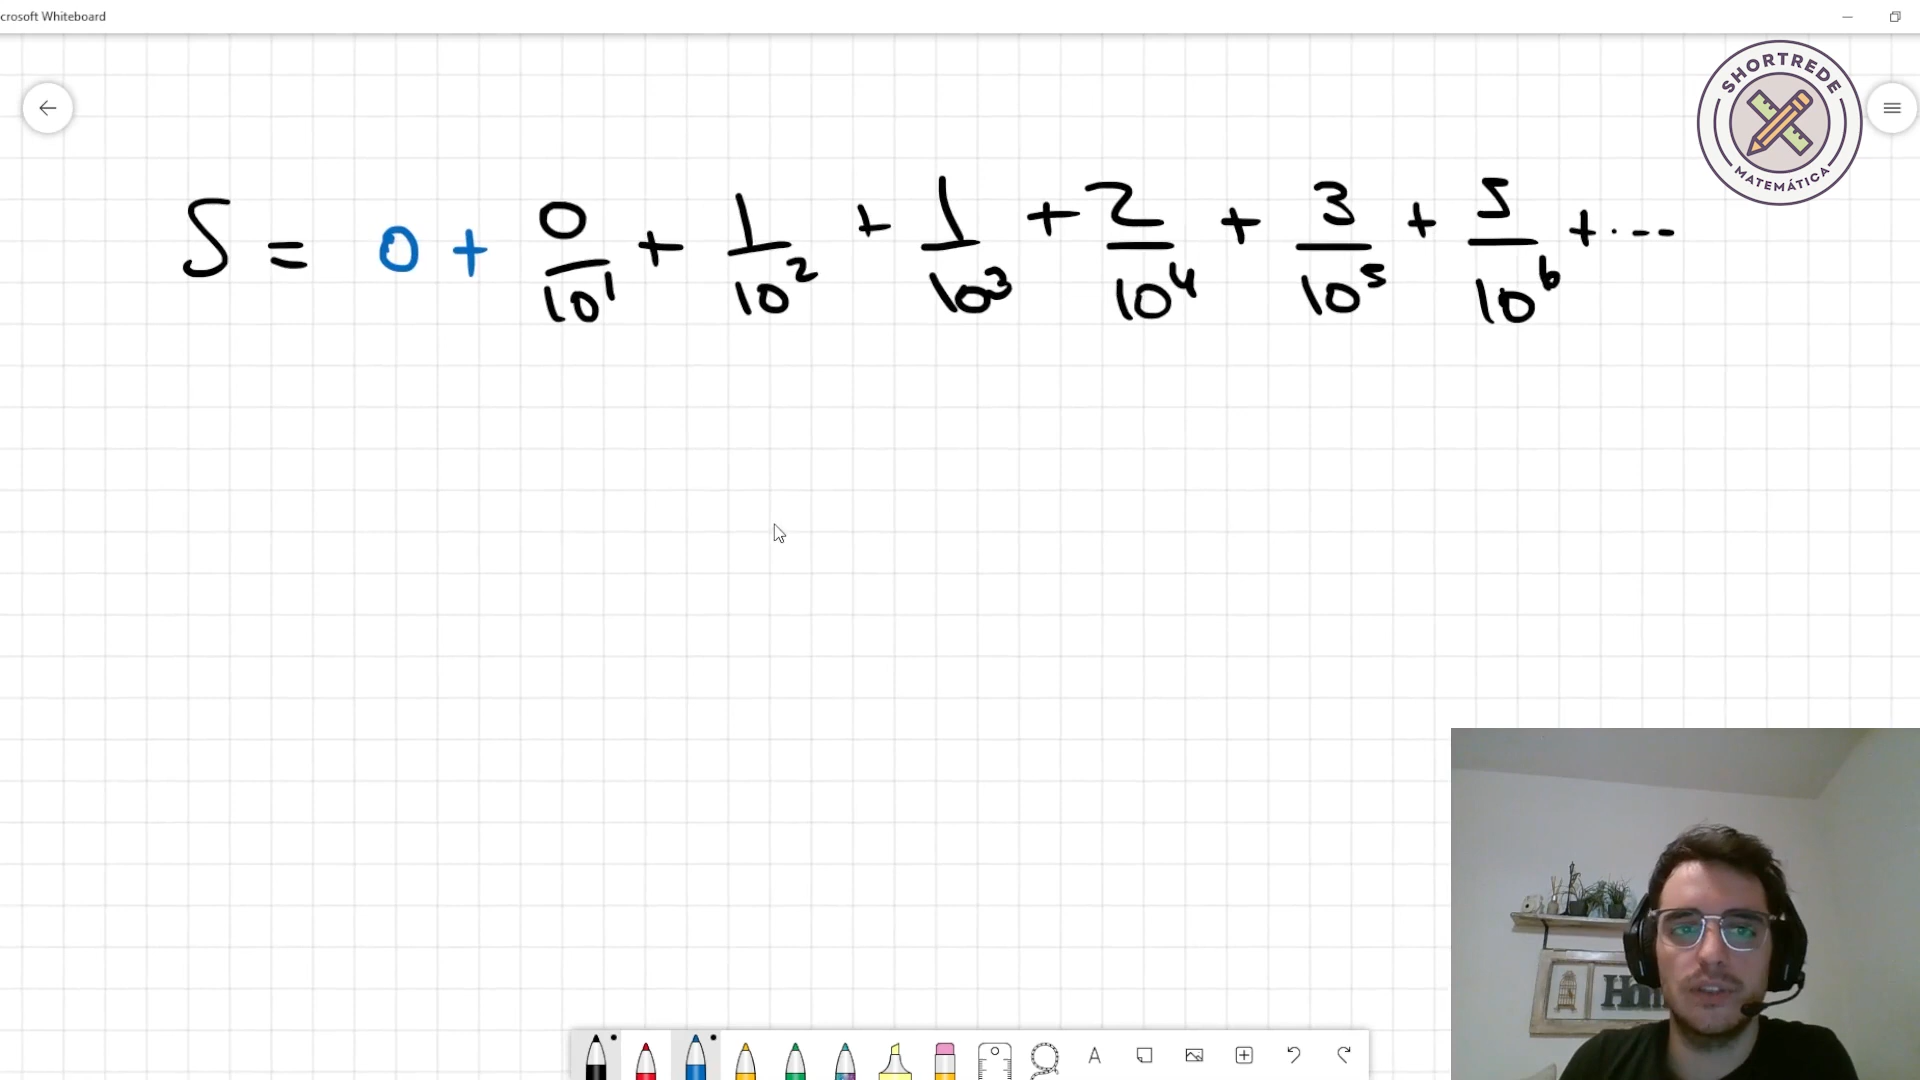 crosoft Whiteboard
SHORTREDE
MATEMÁTICA
S = 0 + 0/10¹ + 1/10² + 1/10³ + 2/10⁴ + 3/10⁵ + 5/10⁶ + ...
A